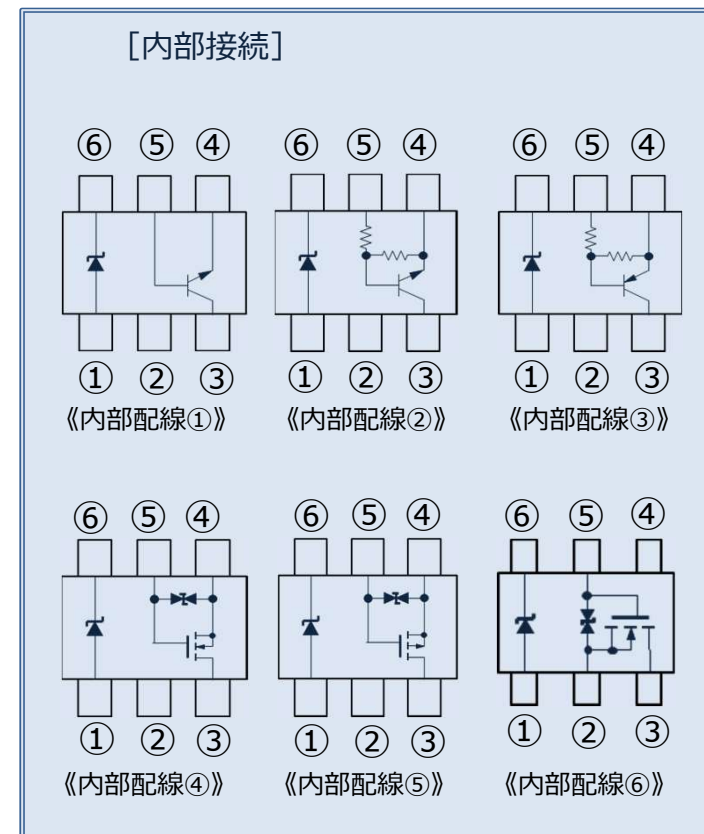 ［内部接続］
⑥ ⑤ ④ ⑥ ⑤ ④ ⑥ ⑤ ④
① ② ③ ① ② ③ ① ② ③
《内部配線①》 《内部配線②》 《内部配線③》
⑥ ⑤ ④ ⑥ ⑤ ④ ⑥ ⑤ ④
① ② ③ ① ② ③ ① ② ③
《内部配線④》 《内部配線⑤》 《内部配線⑥》